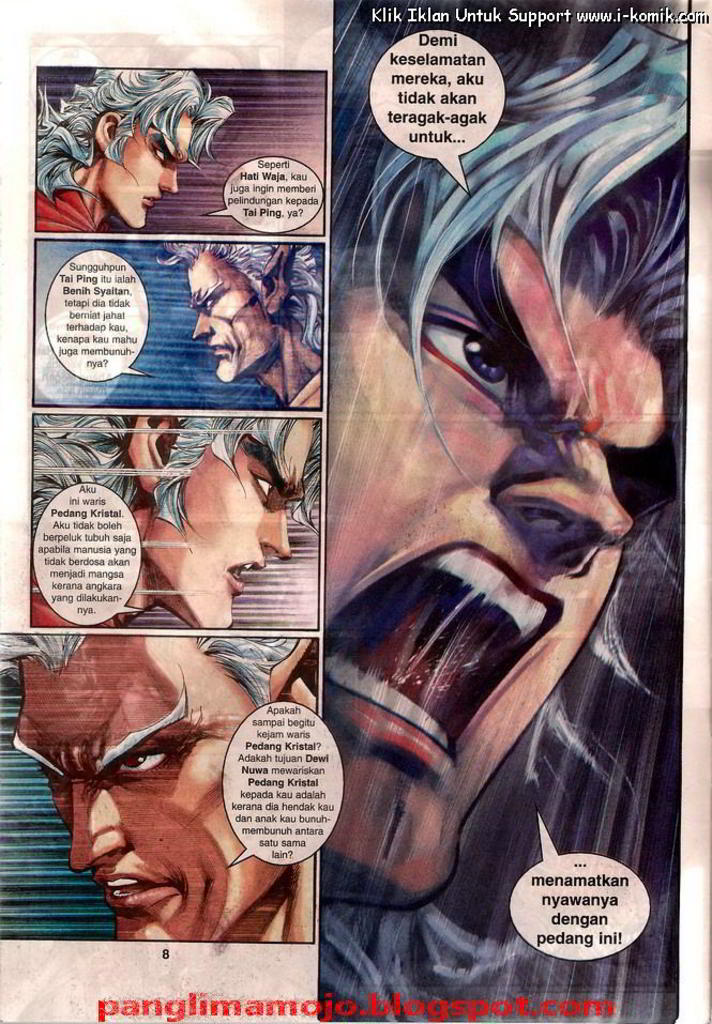 Klik Iklan Untuk Support www.i-komik.com
Seperti
Hati Waja, kau
juga ingin memberi
pelindungan kepada
Tai Ping, ya?
Sungguhpun
Tai Ping itu ialah
Benih Syaitan,
tetapi dia tidak
berniat jahat
terhadap kau,
kenapa kau mahu
juga membunuh-
nya?
Aku
ini waris
Pedang Kristal.
Aku tidak boleh
berpeluk tubuh saja
apabila manusia yang
tidak berdosa akan
menjadi mangsa
kerana angkara
yang dilakukan-
nya.
Apakah
sampai begitu
kejam waris
Pedang Kristal?
Adakah tujuan Dewi
Nuwa mewariskan
Pedang Kristal
kepada kau adalah
kerana dia hendak kau
dan anak kau bunuh-
membunuh antara
satu sama
lain?
Demi
keselamatan
mereka, aku
tidak akan
teragak-agak
untuk...
...
menamatkan
nyawanya
dengan
pedang ini!
8
panglimamojo.blogspot.com